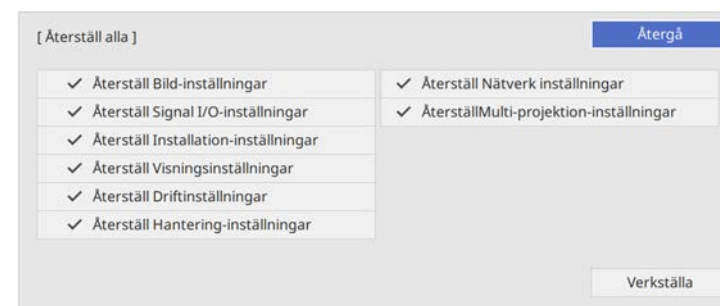 [ Återställ alla ]
Återgå
Återställ Bild-inställningar
Återställ Signal I/O-inställningar
Återställ Installation-inställningar
Återställ Visningsinställningar
Återställ Driftinställningar
Återställ Hantering-inställningar
Återställ Nätverk inställningar
ÅterställMulti-projektion-inställningar
Verkställa